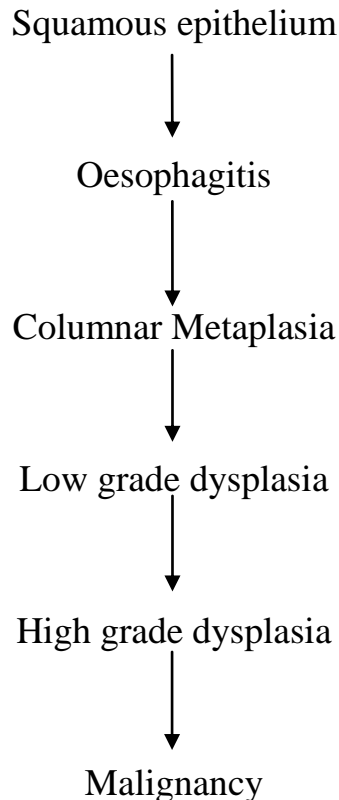 Squamous epithelium
Oesophagitis
Columnar Metaplasia
Low grade dysplasia
High grade dysplasia
Malignancy